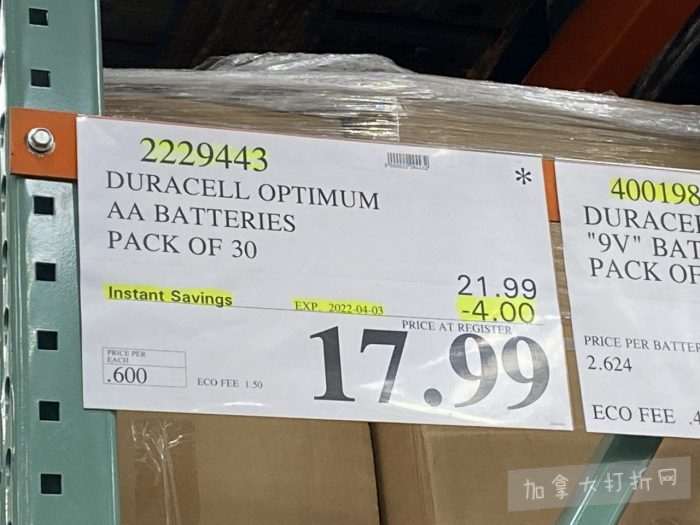 2229443
*
DURACELL OPTIMUM
AA BATTERIES
PACK OF 30
21.99
Instant Savings
EXP. 2022-04-03
-4.00
PRICE AT REGISTER
17.99
PRICE PER
EACH
.600
ECO FEE 1.50
400198
DURACE
"9V" BAT
PACK OF
PRICE PER BATTER
2.624
ECO FEE .4
加拿大打折网